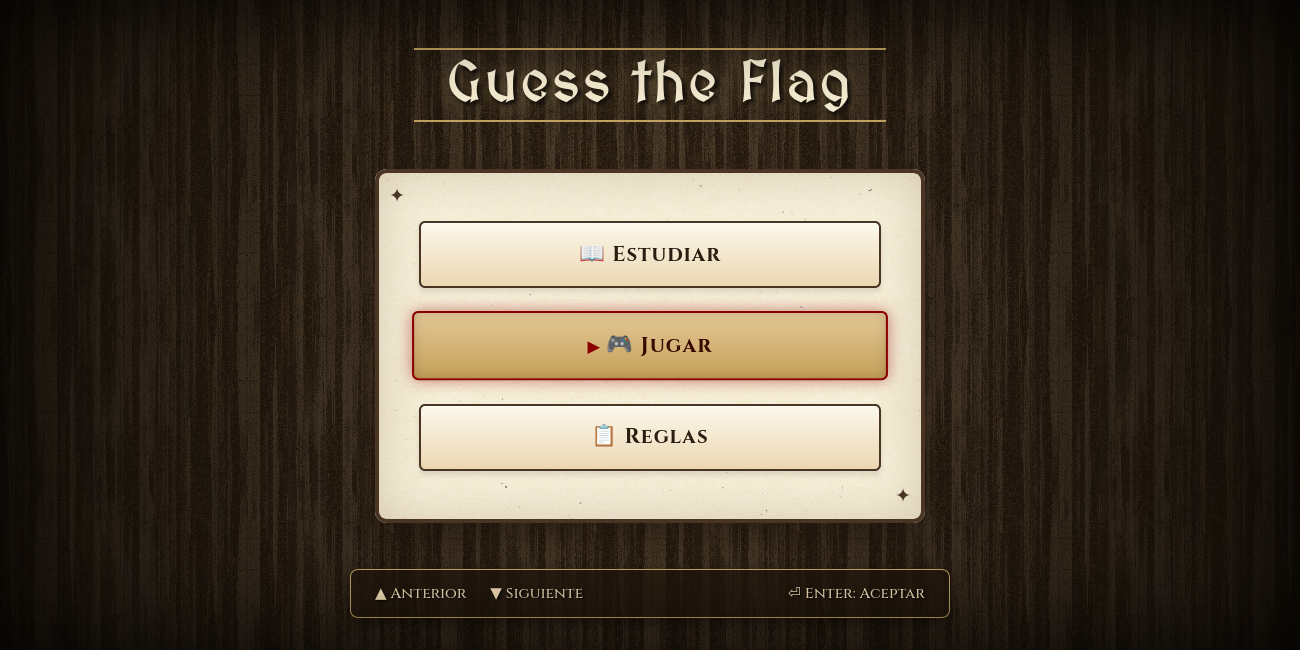 Guess the Flag
📖 Estudiar
▶ 🎮 Jugar
📋 Reglas
▲ Anterior ▼ Siguiente ⏎ Enter: Aceptar